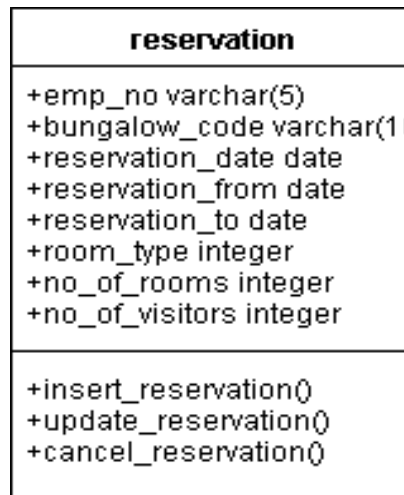 reservation
+emp_no varchar(5)
+bungalow_code varchar(1
+reservation_date date
+reservation_from date
+reservation_to date
+room_type integer
+no_of_rooms integer
+no_of_visitors integer
+insert_reservation()
+update_reservation()
+cancel_reservation()